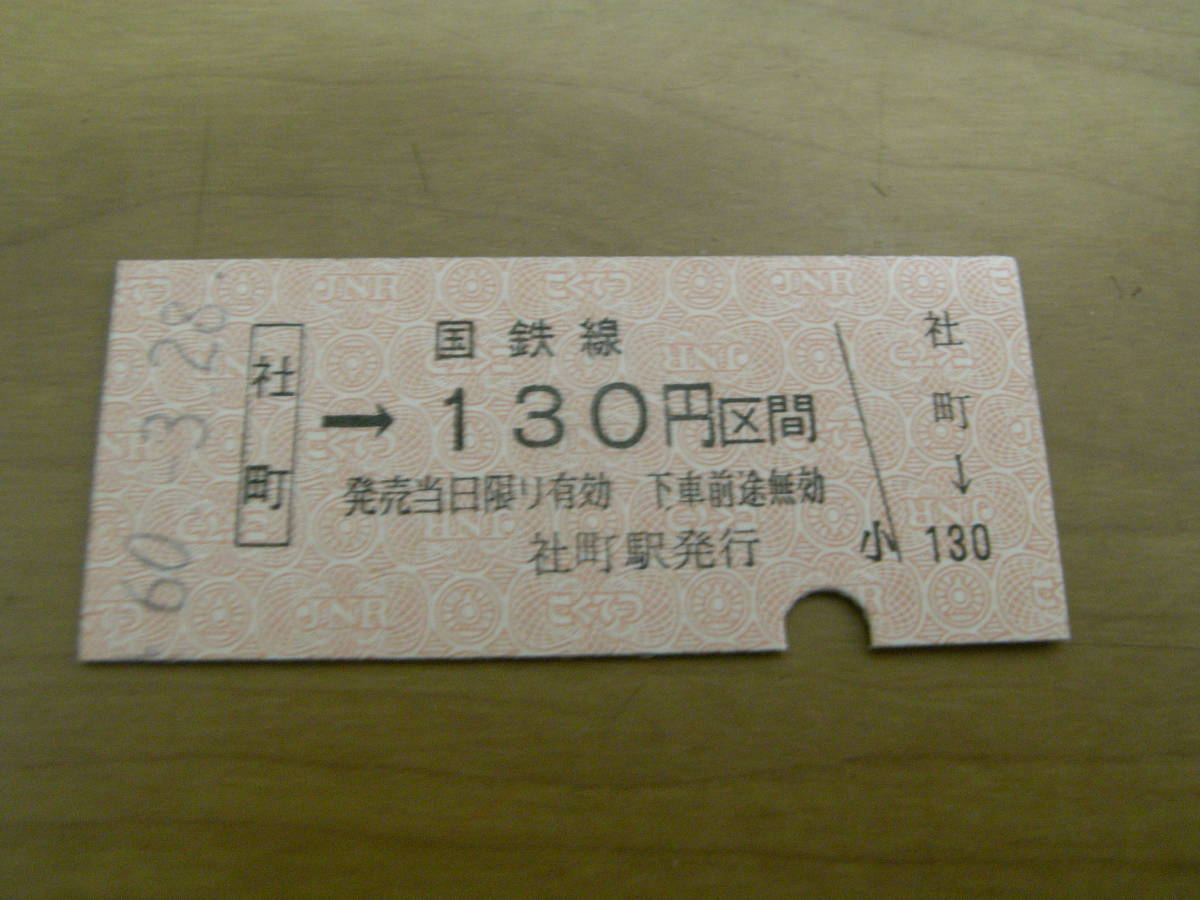 60-3.28.
社町
国鉄線
→130円区間
発売当日限り有効 下車前途無効
社町駅発行
小
社町→
130